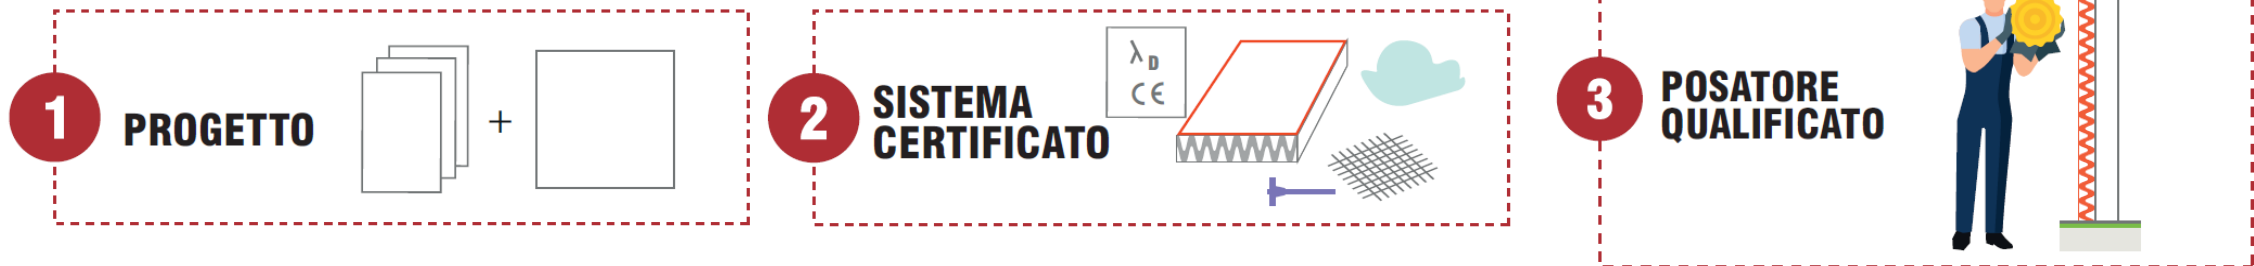 1
PROGETTO
+
2
SISTEMA
CERTIFICATO
λD
CE
3
POSATORE
QUALIFICATO